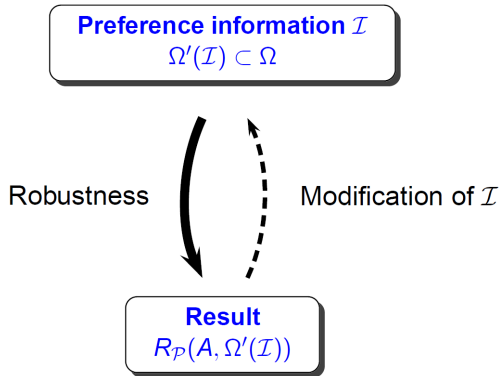 Preference information ℐ
Ω′(ℐ) ⊂ Ω
Robustness
Modification of ℐ
Result
R𝒫(A, Ω′(ℐ))